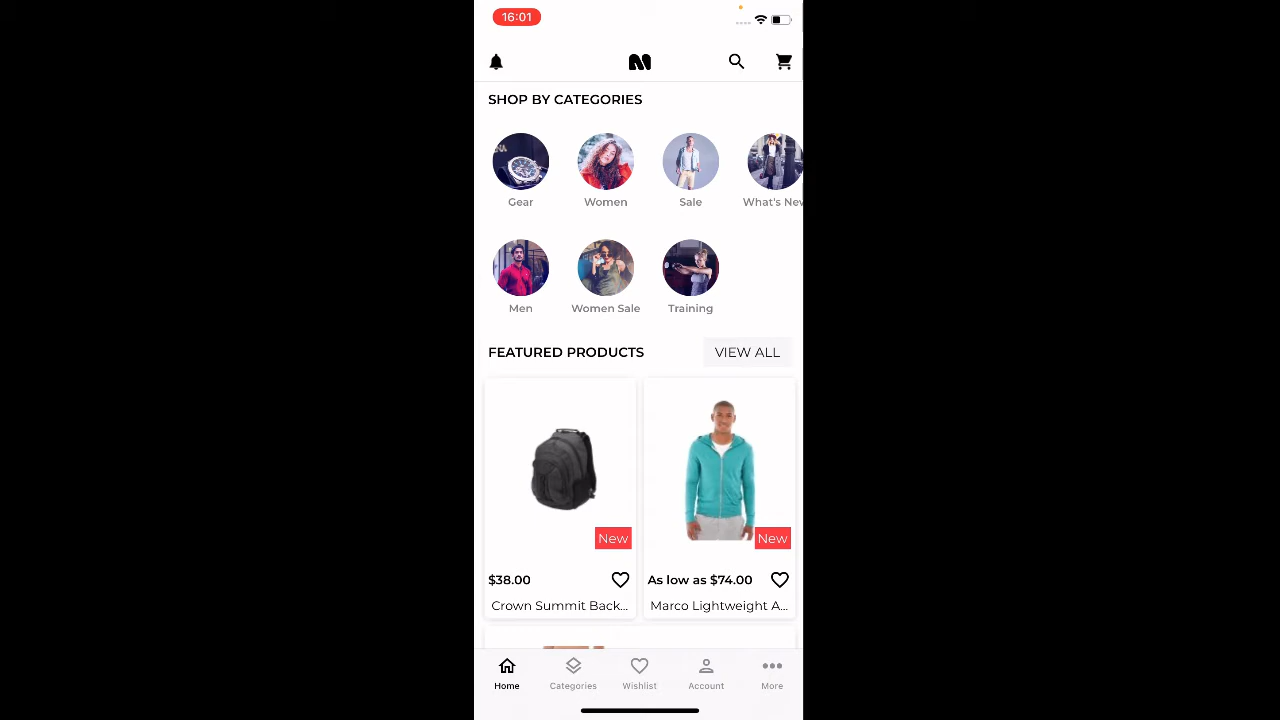 16:01
SHOP BY CATEGORIES
Gear
Women
Sale
What's New
Men
Women Sale
Training
FEATURED PRODUCTS
VIEW ALL
New
New
$38.00
As low as $74.00
Crown Summit Back...
Marco Lightweight A...
Home
Categories
Wishlist
Account
More